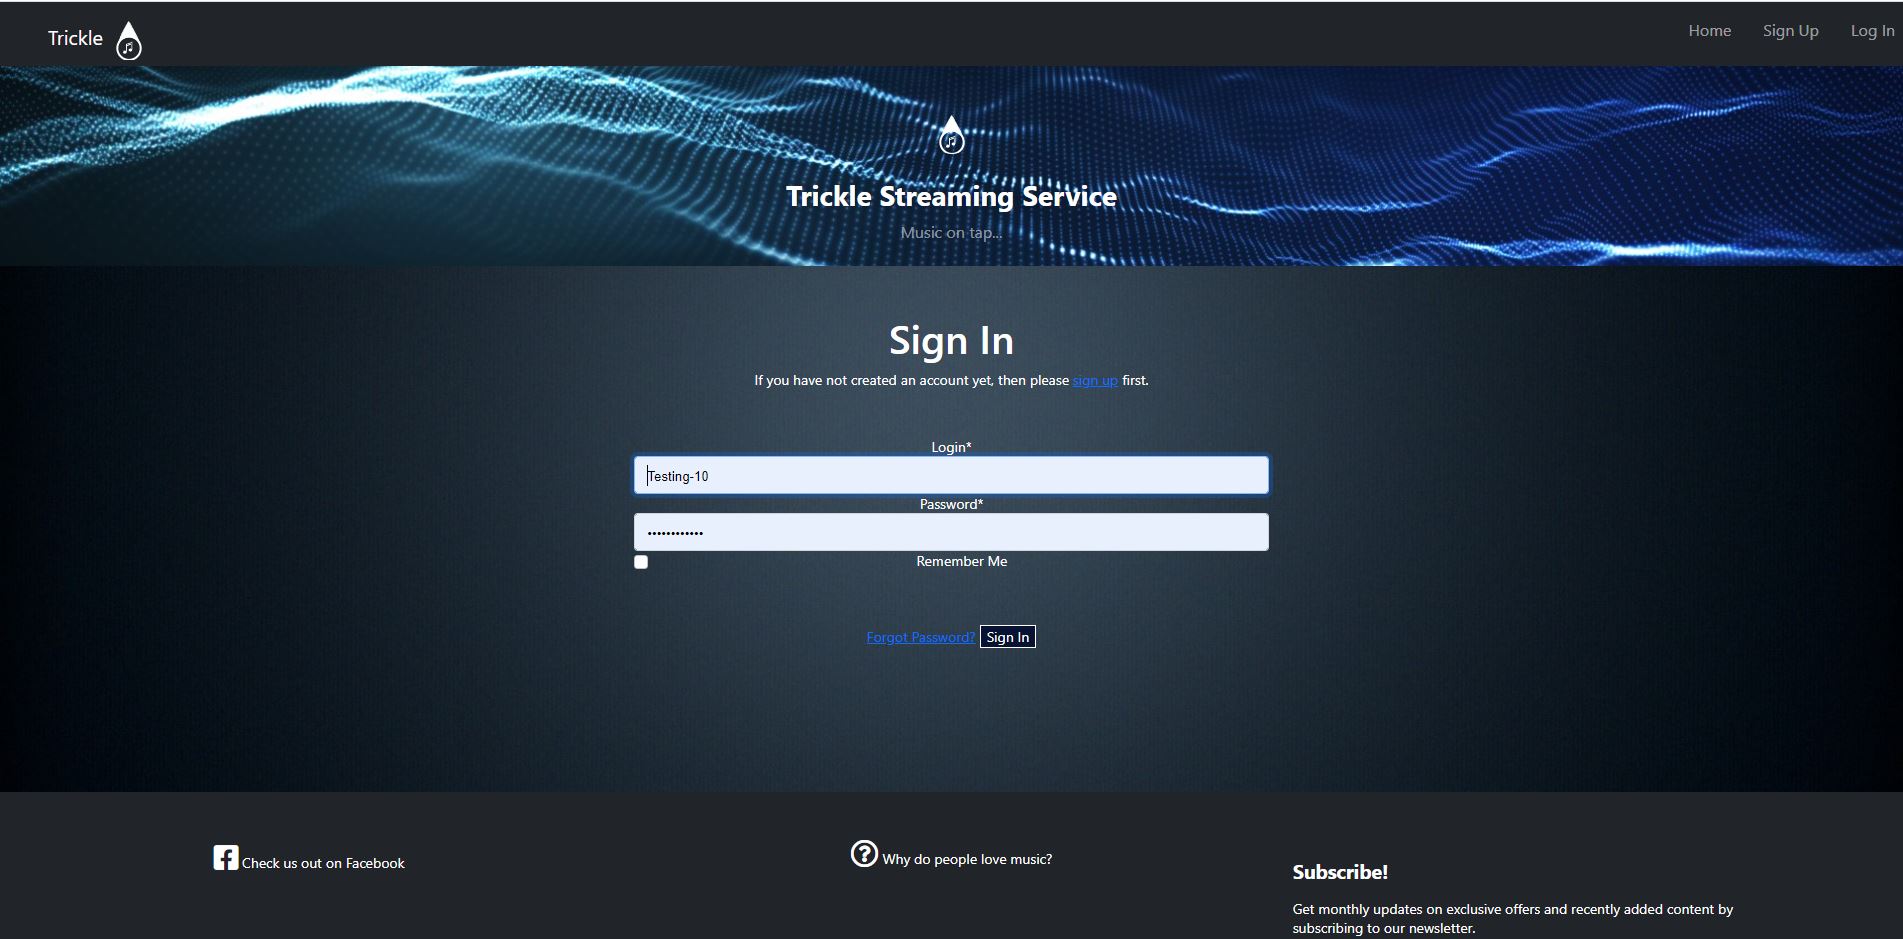 Trickle
Home Sign Up Log In
Trickle Streaming Service
Music on tap...
Sign In
If you have not created an account yet, then please sign up first.
Login*
Testing-10
Password*
••••••••••••
Remember Me
Forgot Password? Sign In
Check us out on Facebook
Why do people love music?
Subscribe!
Get monthly updates on exclusive offers and recently added content by
subscribing to our newsletter.